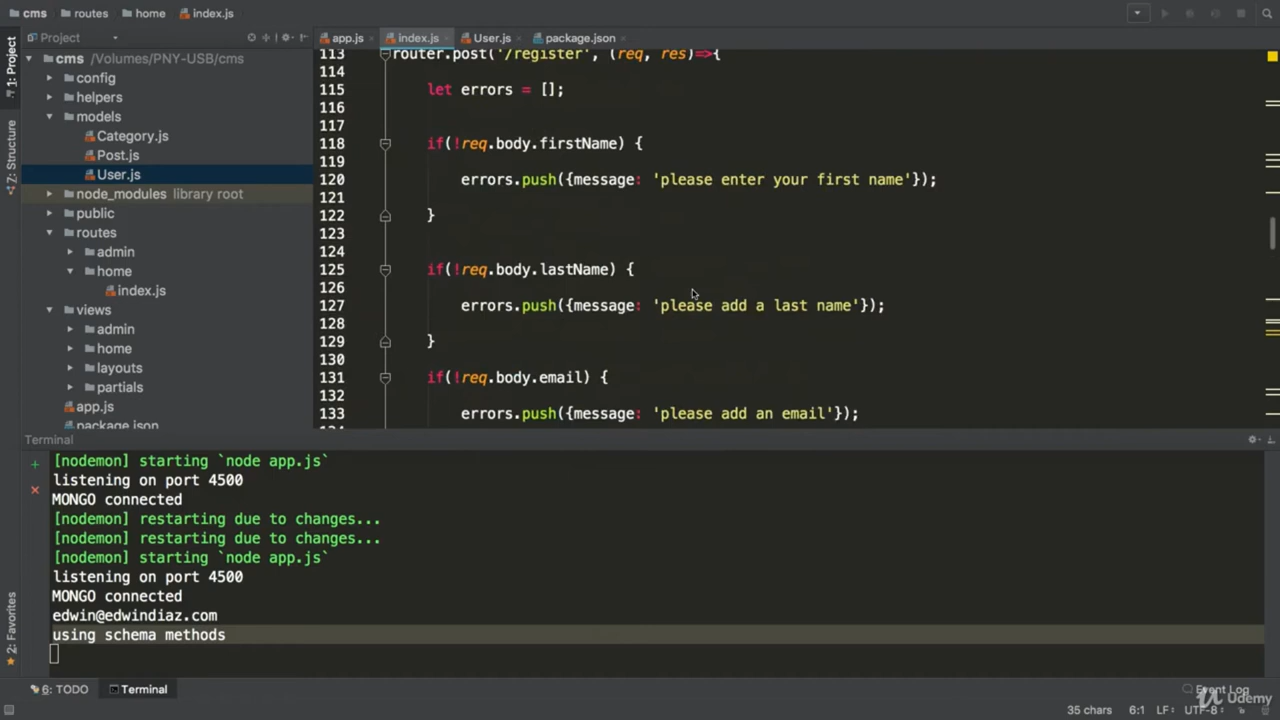 cms routes home index.js
Project
app.js index.js User.js package.json
1: Project
7: Structure
2: Favorites
cms /Volumes/PNY-USB/cms
config
helpers
models
Category.js
Post.js
User.js
node_modules library root
public
routes
admin
home
index.js
views
admin
home
layouts
partials
app.js
package.json
113 router.post('/register', (req, res)=>{
114
115 let errors = [];
116
117
118 if(!req.body.firstName) {
119
120 errors.push({message: 'please enter your first name'});
121
122 }
123
124
125 if(!req.body.lastName) {
126
127 errors.push({message: 'please add a last name'});
128
129 }
130
131 if(!req.body.email) {
132
133 errors.push({message: 'please add an email'});
Terminal
[nodemon] starting `node app.js`
listening on port 4500
MONGO connected
[nodemon] restarting due to changes...
[nodemon] restarting due to changes...
[nodemon] starting `node app.js`
listening on port 4500
MONGO connected
edwin@edwindiaz.com
using schema methods
6: TODO Terminal Event Log
Udemy
35 chars 6:1 LF÷ UTF-8÷